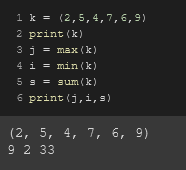 1 k = (2,5,4,7,6,9)
2 print(k)
3 j = max(k)
4 i = min(k)
5 s = sum(k)
6 print(j,i,s)
(2, 5, 4, 7, 6, 9)
9 2 33